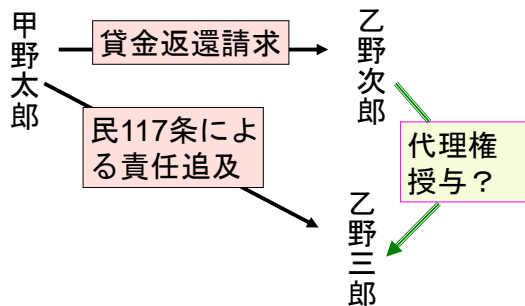 甲野太郎
貸金返還請求
乙野次郎
民117条によ
る責任追及
代理権
授与？
乙野三郎